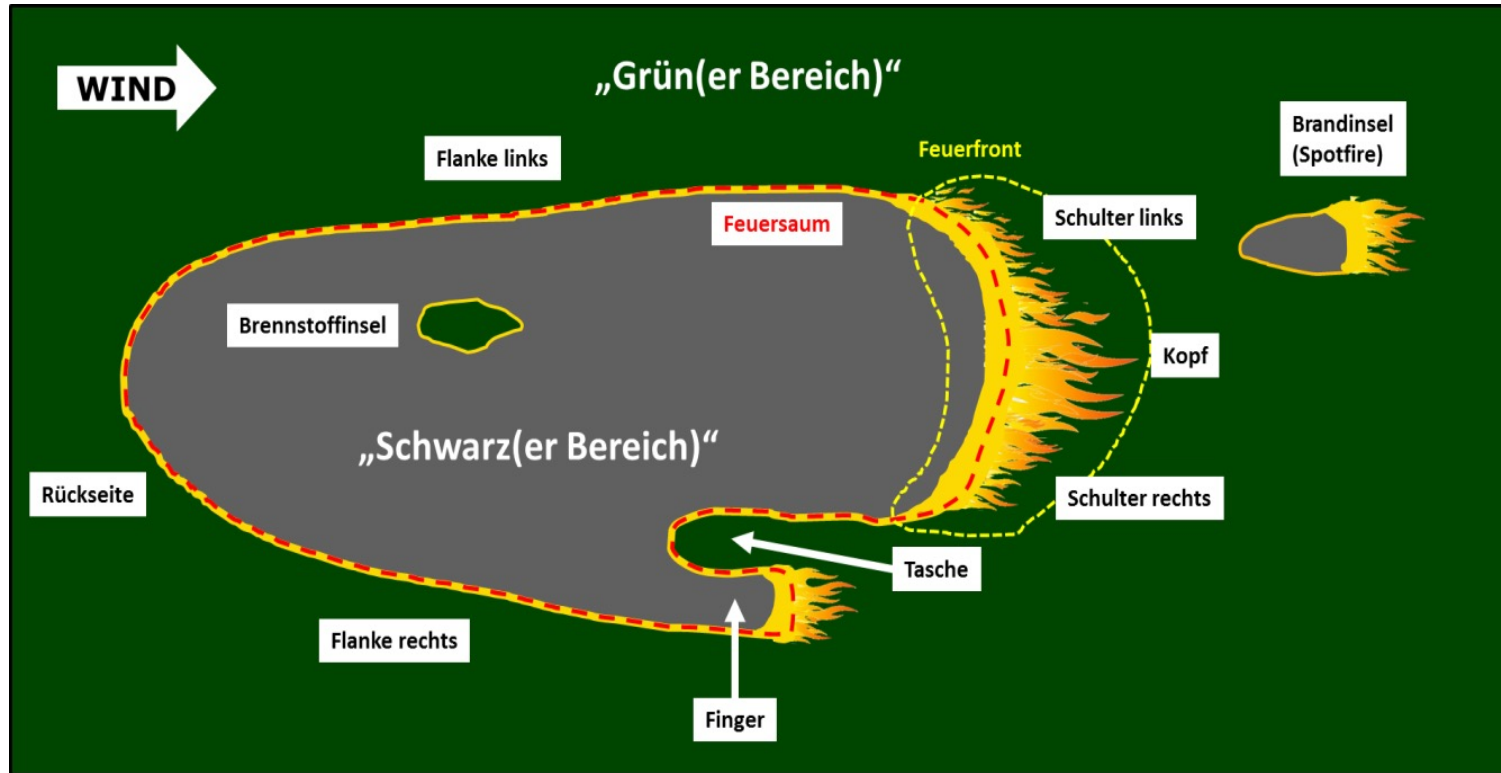 WIND
„Grün(er Bereich)“
Brandinsel
(Spotfire)
Flanke links
Feuerfront
Schulter links
Feuersaum
Brennstoffinsel
Kopf
„Schwarz(er Bereich)“
Rückseite
Schulter rechts
Tasche
Flanke rechts
Finger